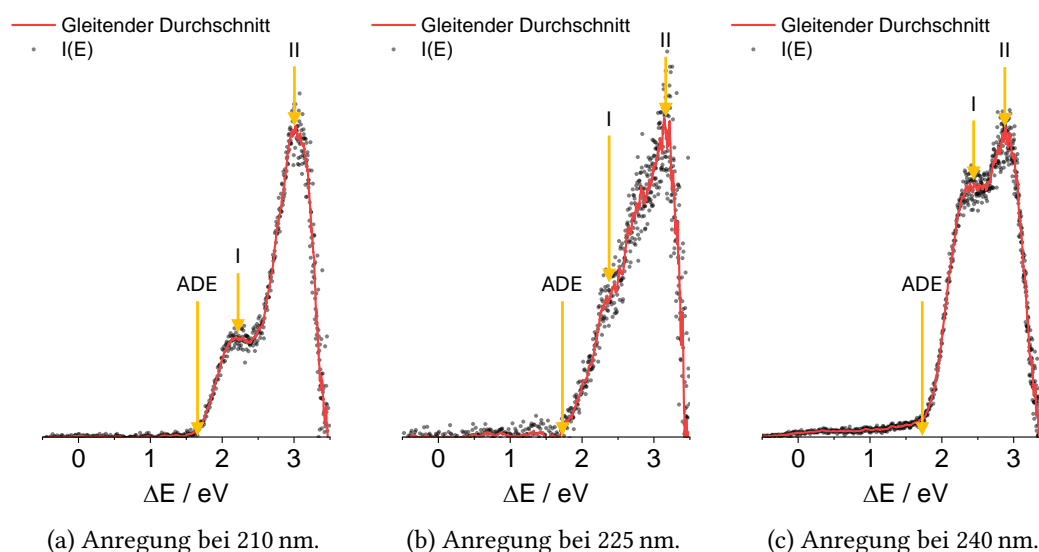 Gleitender Durchschnitt
I(E)
II
I
ADE
0 1 2 3
ΔE / eV
(a) Anregung bei 210 nm.
Gleitender Durchschnitt
I(E)
II
I
ADE
0 1 2 3
ΔE / eV
(b) Anregung bei 225 nm.
Gleitender Durchschnitt
I(E)
II
I
ADE
0 1 2 3
ΔE / eV
(c) Anregung bei 240 nm.